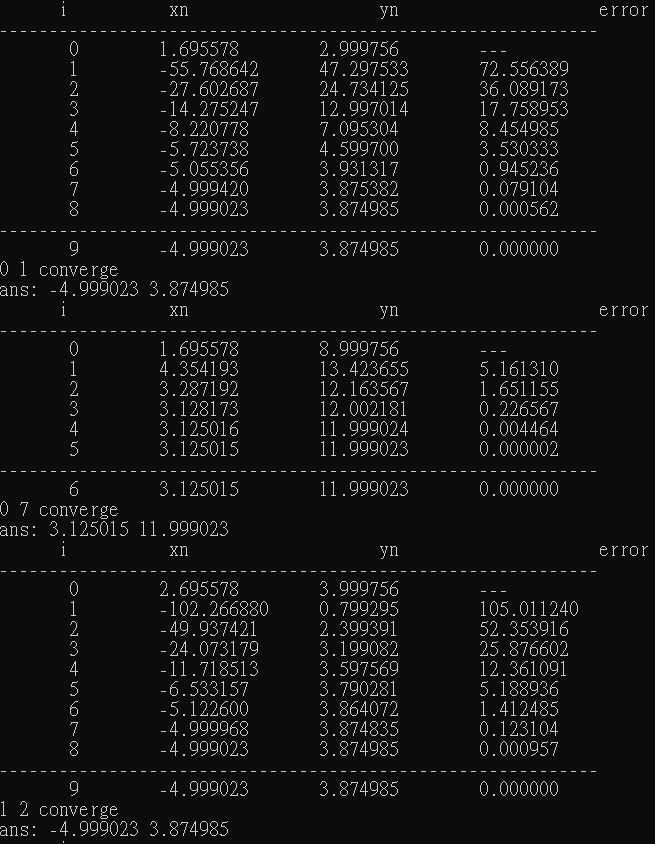 i xn yn error
------------------------------------------------------------
0 1.695578 2.999756 ---
1 -55.768642 47.297533 72.556389
2 -27.602687 24.734125 36.089173
3 -14.275247 12.997014 17.758953
4 -8.220778 7.095304 8.454985
5 -5.723738 4.599700 3.530333
6 -5.055356 3.931317 0.945236
7 -4.999420 3.875382 0.079104
8 -4.999023 3.874985 0.000562
------------------------------------------------------------
9 -4.999023 3.874985 0.000000
0 1 converge
ans: -4.999023 3.874985
i xn yn error
------------------------------------------------------------
0 1.695578 8.999756 ---
1 4.354193 13.423655 5.161310
2 3.287192 12.163567 1.651155
3 3.128173 12.002181 0.226567
4 3.125016 11.999024 0.004464
5 3.125015 11.999023 0.000002
------------------------------------------------------------
6 3.125015 11.999023 0.000000
0 7 converge
ans: 3.125015 11.999023
i xn yn error
------------------------------------------------------------
0 2.695578 3.999756 ---
1 -102.266880 0.799295 105.011240
2 -49.937421 2.399391 52.353916
3 -24.073179 3.199082 25.876602
4 -11.718513 3.597569 12.361091
5 -6.533157 3.790281 5.188936
6 -5.122600 3.864072 1.412485
7 -4.999968 3.874835 0.123104
8 -4.999023 3.874985 0.000957
------------------------------------------------------------
9 -4.999023 3.874985 0.000000
1 2 converge
ans: -4.999023 3.874985